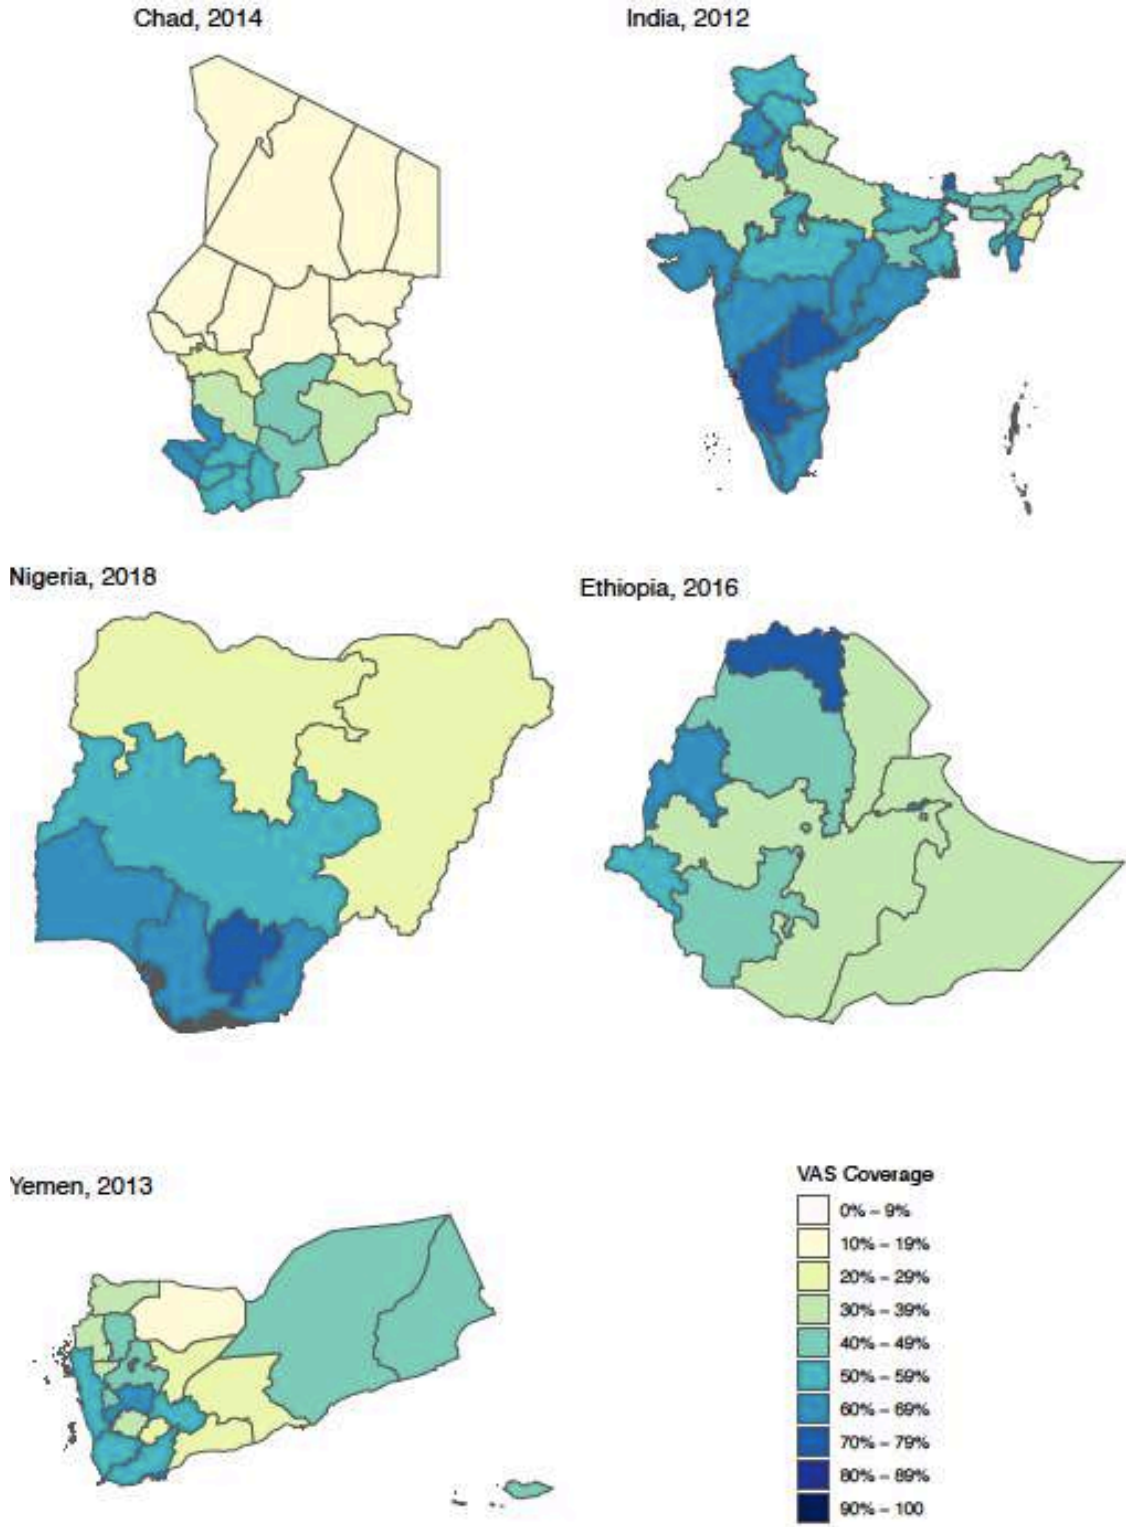 Chad, 2014
India, 2012
Nigeria, 2018
Ethiopia, 2016
Yemen, 2013
VAS Coverage
0% – 9%
10% – 19%
20% – 29%
30% – 39%
40% – 49%
50% – 59%
60% – 69%
70% – 79%
80% – 89%
90% – 100